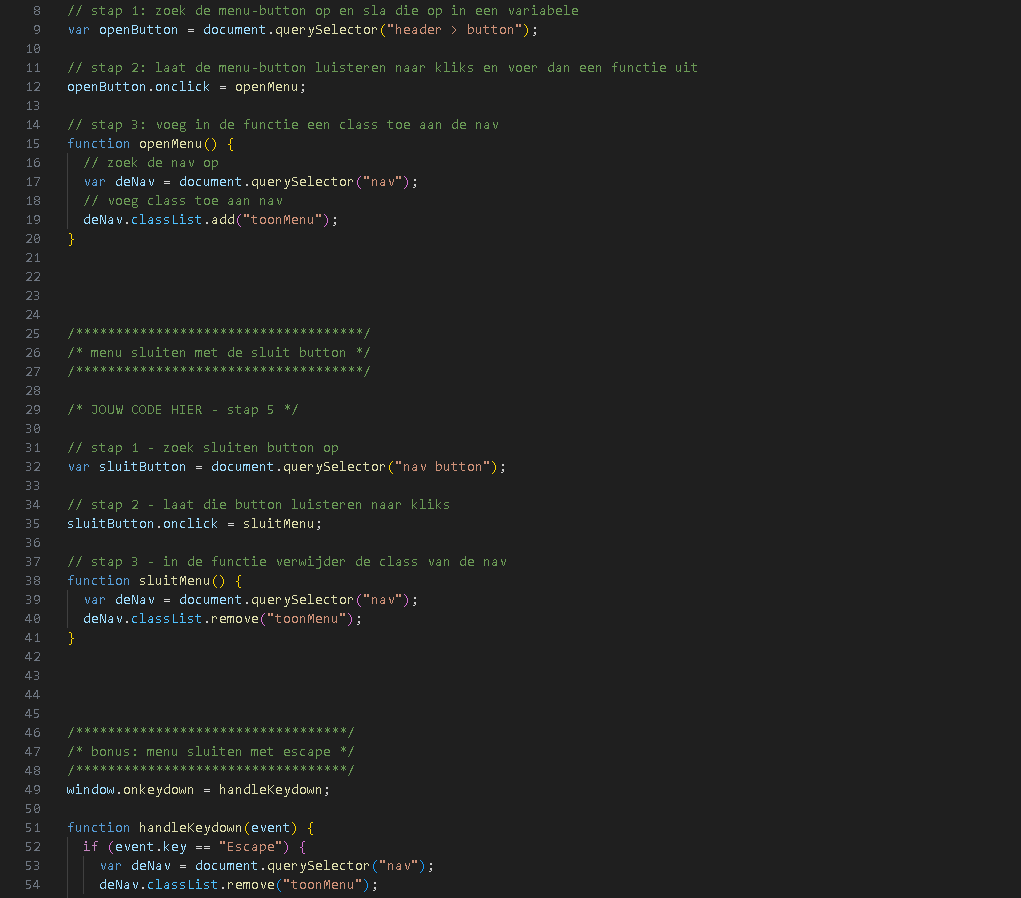 8 // stap 1: zoek de menu-button op en sla die op in een variabele
9 var openButton = document.querySelector("header > button");
10
11 // stap 2: laat de menu-button luisteren naar kliks en voer dan een functie uit
12 openButton.onclick = openMenu;
13
14 // stap 3: voeg in de functie een class toe aan de nav
15 function openMenu() {
16 // zoek de nav op
17 var deNav = document.querySelector("nav");
18 // voeg class toe aan nav
19 deNav.classList.add("toonMenu");
20 }
21
22
23
24
25 /************************************/
26 /* menu sluiten met de sluit button */
27 /************************************/
28
29 /* JOUW CODE HIER - stap 5 */
30
31 // stap 1 - zoek sluiten button op
32 var sluitButton = document.querySelector("nav button");
33
34 // stap 2 - laat die button luisteren naar kliks
35 sluitButton.onclick = sluitMenu;
36
37 // stap 3 - in de functie verwijder de class van de nav
38 function sluitMenu() {
39 var deNav = document.querySelector("nav");
40 deNav.classList.remove("toonMenu");
41 }
42
43
44
45
46 /**********************************/
47 /* bonus: menu sluiten met escape */
48 /**********************************/
49 window.onkeydown = handleKeydown;
50
51 function handleKeydown(event) {
52 if (event.key == "Escape") {
53 var deNav = document.querySelector("nav");
54 deNav.classList.remove("toonMenu");